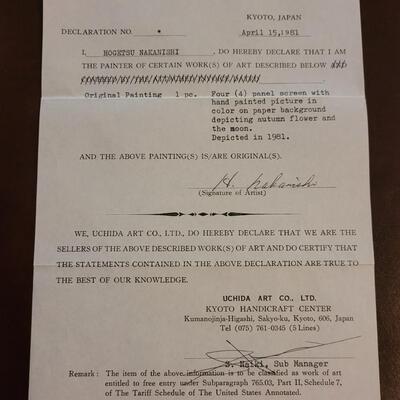 KYOTO, JAPAN
DECLARATION NO. * April 15, 1981
I, HOGETSU NAKANISHI, DO HEREBY DECLARE THAT I AM
THE PAINTER OF CERTAIN WORK(S) OF ART DESCRIBED BELOW AND
COVERED BY THE ATTACHED INVOICE
Original Painting 1 pc. Four (4) panel screen with
hand painted picture in
color on paper background
depicting autumn flower and
the moon.
Depicted in 1981.
AND THE ABOVE PAINTING(S) IS/ARE ORIGINAL(S).
H. Nakanishi
(Signature of Artist)
WE, UCHIDA ART CO., LTD., DO HEREBY DECLARE THAT WE ARE THE
SELLERS OF THE ABOVE DESCRIBED WORK(S) OF ART AND DO CERTIFY THAT
THE STATEMENTS CONTAINED IN THE ABOVE DECLARATION ARE TRUE TO
THE BEST OF OUR KNOWLEDGE.
UCHIDA ART CO., LTD.
KYOTO HANDICRAFT CENTER
Kumanojinja-Higashi, Sakyo-ku, Kyoto, 606, Japan
Tel (075) 761-0345 (5 Lines)
S. Naiki, Sub Manager
Remark : The item of the above information is to be classified as work of art
entitled to free entry under Subparagraph 765.03, Part II, Schedule 7,
of The Tariff Schedule of The United States Annotated.